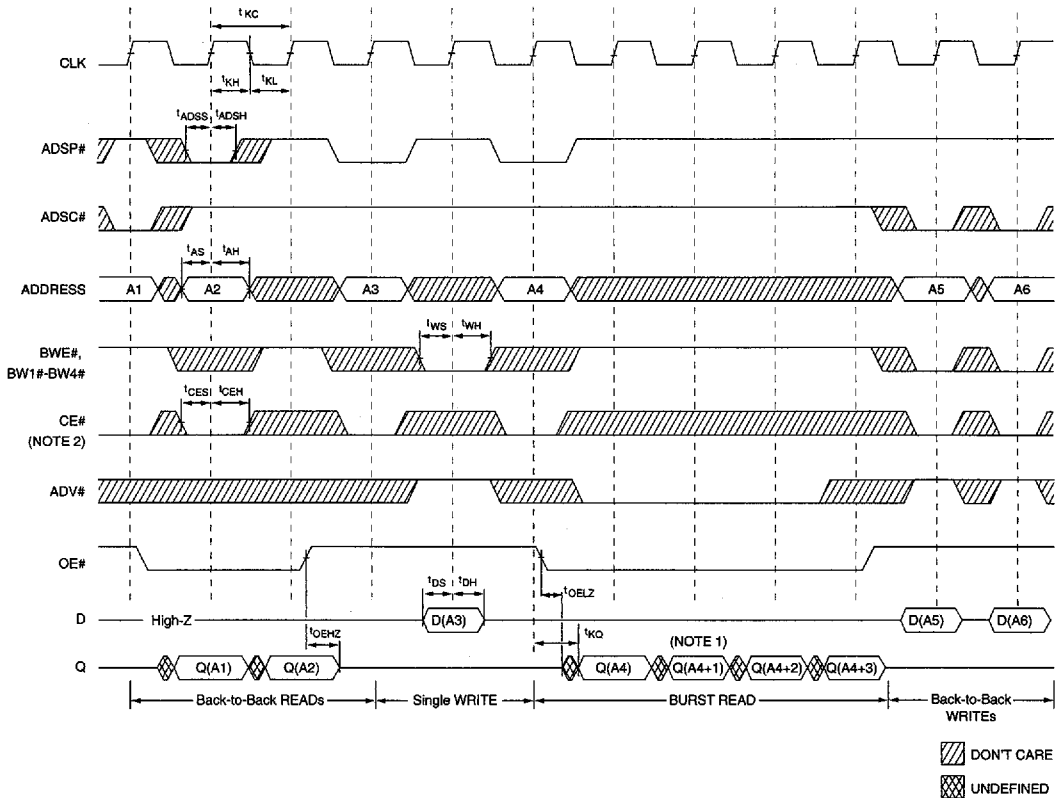 tKC
CLK
tKH
tKL
tADSS
tADSH
ADSP#
ADSC#
tAS
tAH
ADDRESS
A1
A2
A3
A4
A5
A6
tWS
tWH
BWE#,
BW1#-BW4#
tCES
tCEH
CE#
(NOTE 2)
ADV#
OE#
tDS
tDH
tOELZ
D
High-Z
D(A3)
D(A5)
D(A6)
tOEHZ
tKQ
(NOTE 1)
Q
Q(A1)
Q(A2)
Q(A4)
Q(A4+1)
Q(A4+2)
Q(A4+3)
Back-to-Back READs
Single WRITE
BURST READ
Back-to-Back
WRITEs
DON'T CARE
UNDEFINED